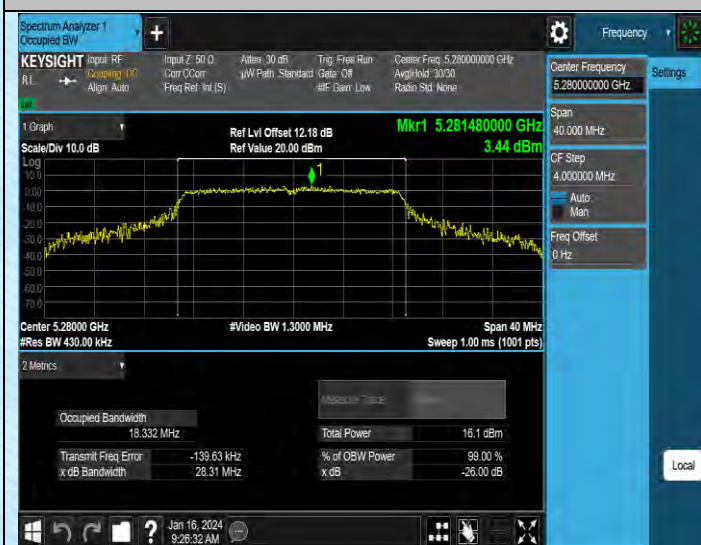 Spectrum Analyzer 1
Occupied BW
+
Frequency
KEYSIGHT
RL
Input: RF
Coupling: DC
Align: Auto
Input Z: 50 Ω
Corr CCorr
Freq Ref: Int (S)
Atten: 30 dB
µW Path: Standard
Trig: Free Run
Gate: Off
#IF Gain: Low
Center Freq: 5.280000000 GHz
Avg|Hold: 30/30
Radio Std: None
Center Frequency
5.280000000 GHz
Settings
Span
40.000 MHz
CF Step
4.000000 MHz
Auto
Man
Freq Offset
0 Hz
1 Graph
Scale/Div 10.0 dB
Ref Lvl Offset 12.18 dB
Ref Value 20.00 dBm
Mkr1 5.281480000 GHz
3.44 dBm
Log
10.0
0.00
-10.0
-20.0
-30.0
-40.0
-50.0
-60.0
-70.0
1
Center 5.28000 GHz
#Res BW 430.00 kHz
#Video BW 1.3000 MHz
Span 40 MHz
Sweep 1.00 ms (1001 pts)
2 Metrics
Measure Trace
Occupied Bandwidth
18.332 MHz
Total Power 16.1 dBm
Transmit Freq Error -139.63 kHz
% of OBW Power 99.00 %
x dB Bandwidth 28.31 MHz
x dB -26.00 dB
Local
?
Jan 16, 2024
9:26:32 AM